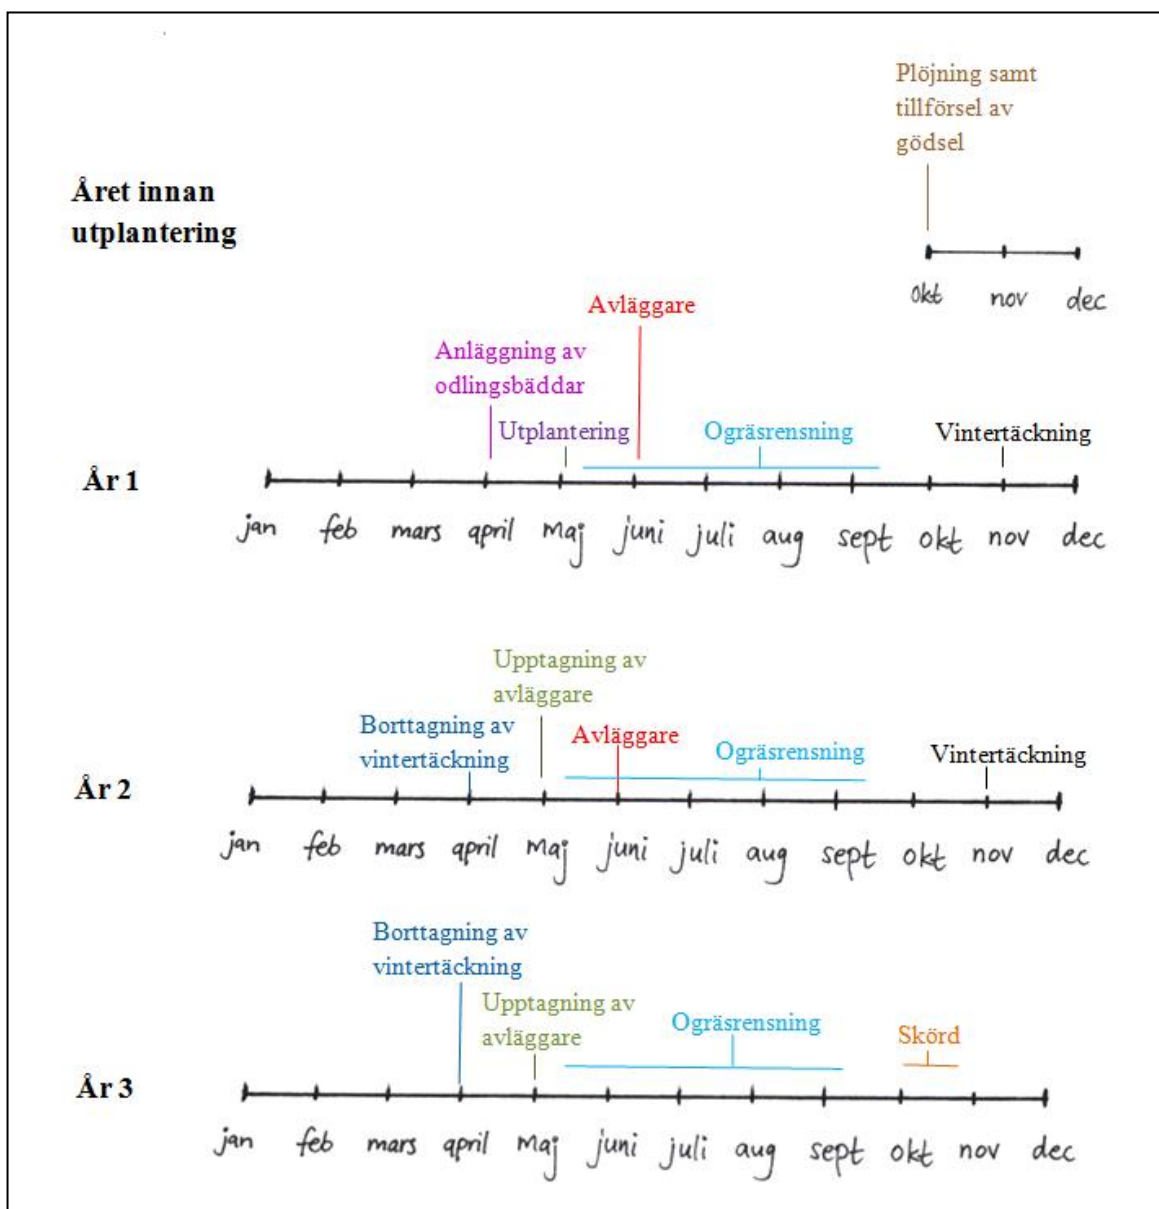 Plöjning samt
tillförsel av
gödsel
Året innan
utplantering
okt nov dec
Avläggare
Anläggning av
odlingsbäddar
Utplantering Ogräsrensning Vintertäckning
År 1
jan feb mars april maj juni juli aug sept okt nov dec
Upptagning av
avläggare
Borttagning av
vintertäckning
Avläggare Ogräsrensning Vintertäckning
År 2
jan feb mars april maj juni juli aug sept okt nov dec
Borttagning av
vintertäckning
Upptagning av
avläggare
Ogräsrensning Skörd
År 3
jan feb mars april maj juni juli aug sept okt nov dec